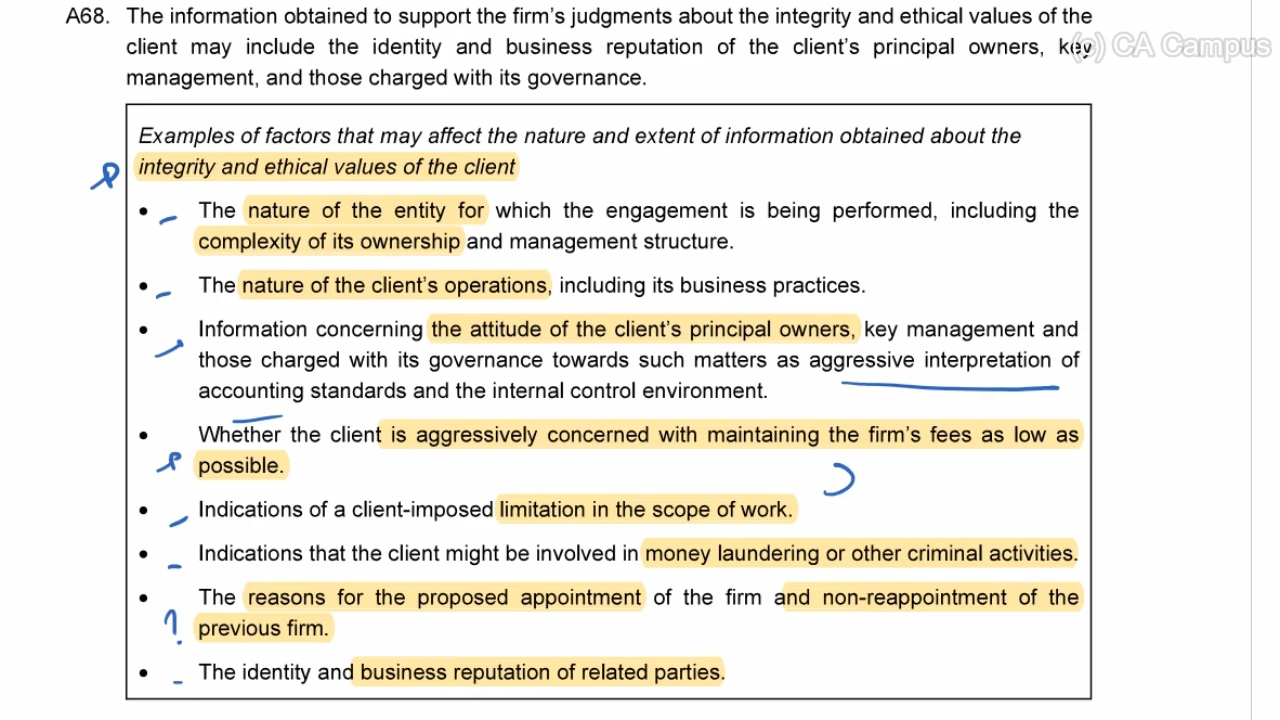 A68. The information obtained to support the firm's judgments about the integrity and ethical values of the
client may include the identity and business reputation of the client's principal owners, key
(c) CA Campus
management, and those charged with its governance.
Examples of factors that may affect the nature and extent of information obtained about the
integrity and ethical values of the client
• The nature of the entity for which the engagement is being performed, including the
complexity of its ownership and management structure.
• The nature of the client's operations, including its business practices.
• Information concerning the attitude of the client's principal owners, key management and
those charged with its governance towards such matters as aggressive interpretation of
accounting standards and the internal control environment.
• Whether the client is aggressively concerned with maintaining the firm's fees as low as
possible.
• Indications of a client-imposed limitation in the scope of work.
• Indications that the client might be involved in money laundering or other criminal activities.
• The reasons for the proposed appointment of the firm and non-reappointment of the
? previous firm.
• The identity and business reputation of related parties.